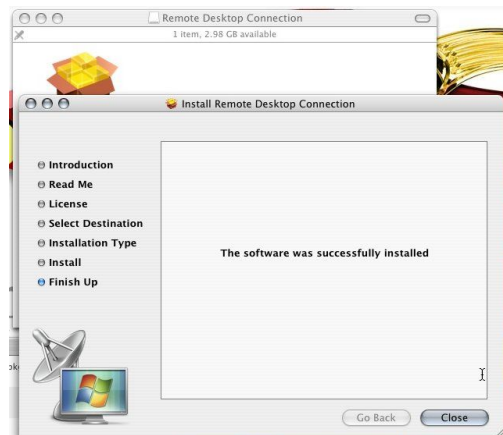 Remote Desktop Connection
1 item, 2.98 GB available
Install Remote Desktop Connection
Introduction
Read Me
License
Select Destination
Installation Type
Install
Finish Up
The software was successfully installed
Go Back
Close